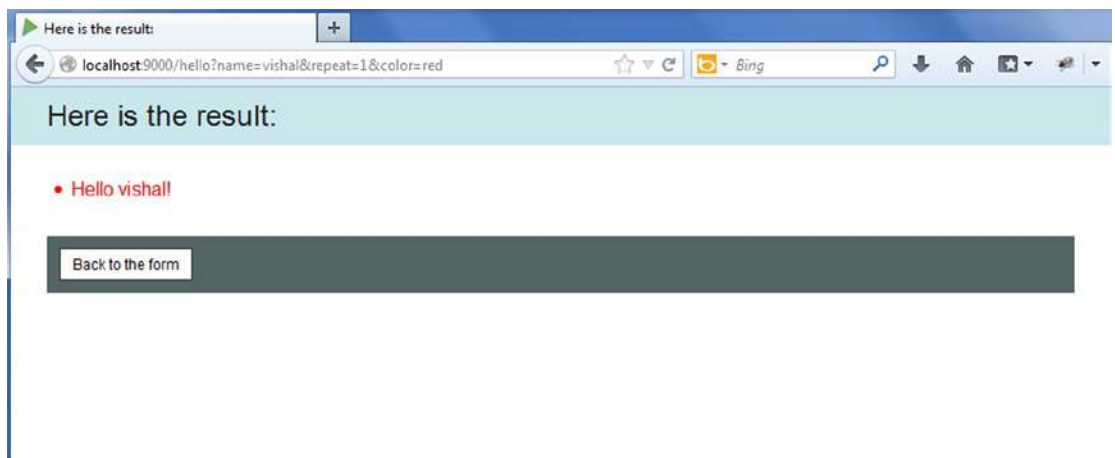 Here is the result:
localhost:9000/hello?name=vishal&repeat=1&color=red
Bing
Here is the result:
• Hello vishal!
Back to the form